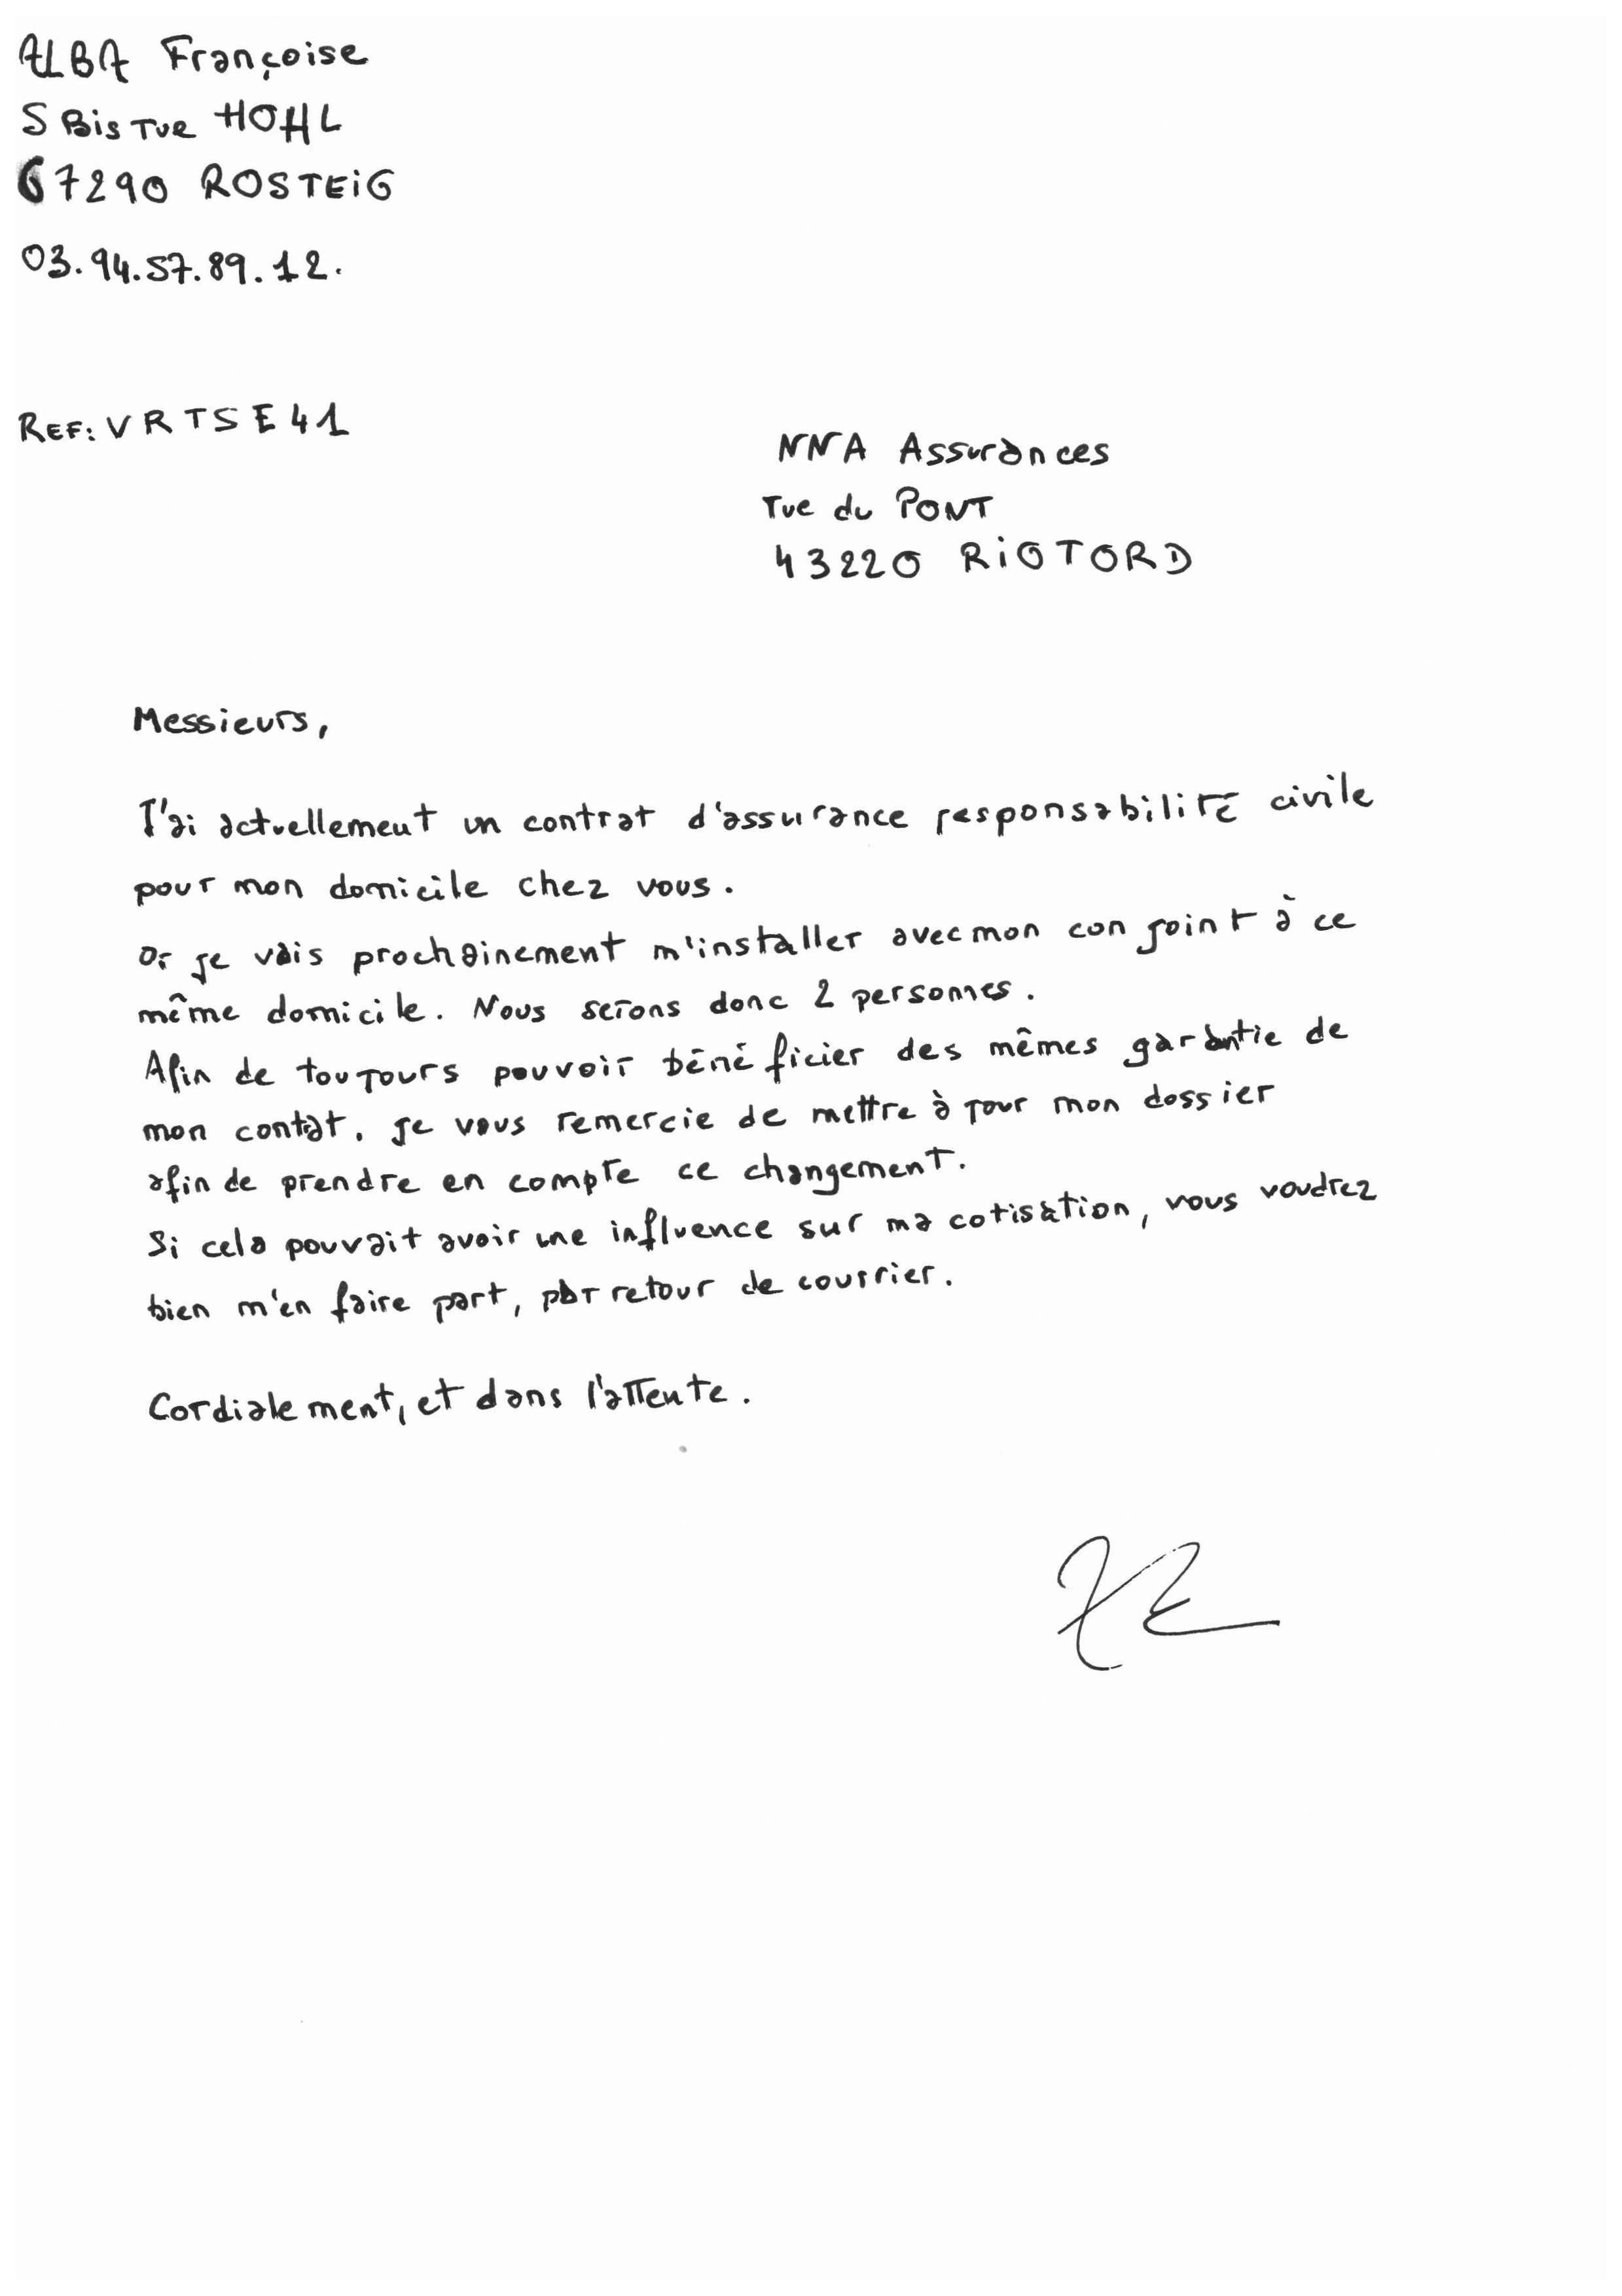 ALBA Françoise
5 Bis rue HOHL
67290 ROSTEiG
03.94.57.89.12.
REF: VRTSE41
NNA Assurances
rue du PONT
43220 RiOTORD
Messieurs,
J'ai actuellement un contrat d'assurance responsabilité civile
pour mon domicile chez vous.
Or je vais prochainement m'installer avec mon conjoint à ce
même domicile. Nous serons donc 2 personnes.
Afin de toujours pouvoir bénéficier des mêmes garantie de
mon contat, je vous remercie de mettre à jour mon dossier
afin de prendre en compte ce changement.
Si cela pouvait avoir une influence sur ma cotisation, vous voudrez
bien m'en faire part, par retour de courrier.
Cordialement, et dans l'attente.